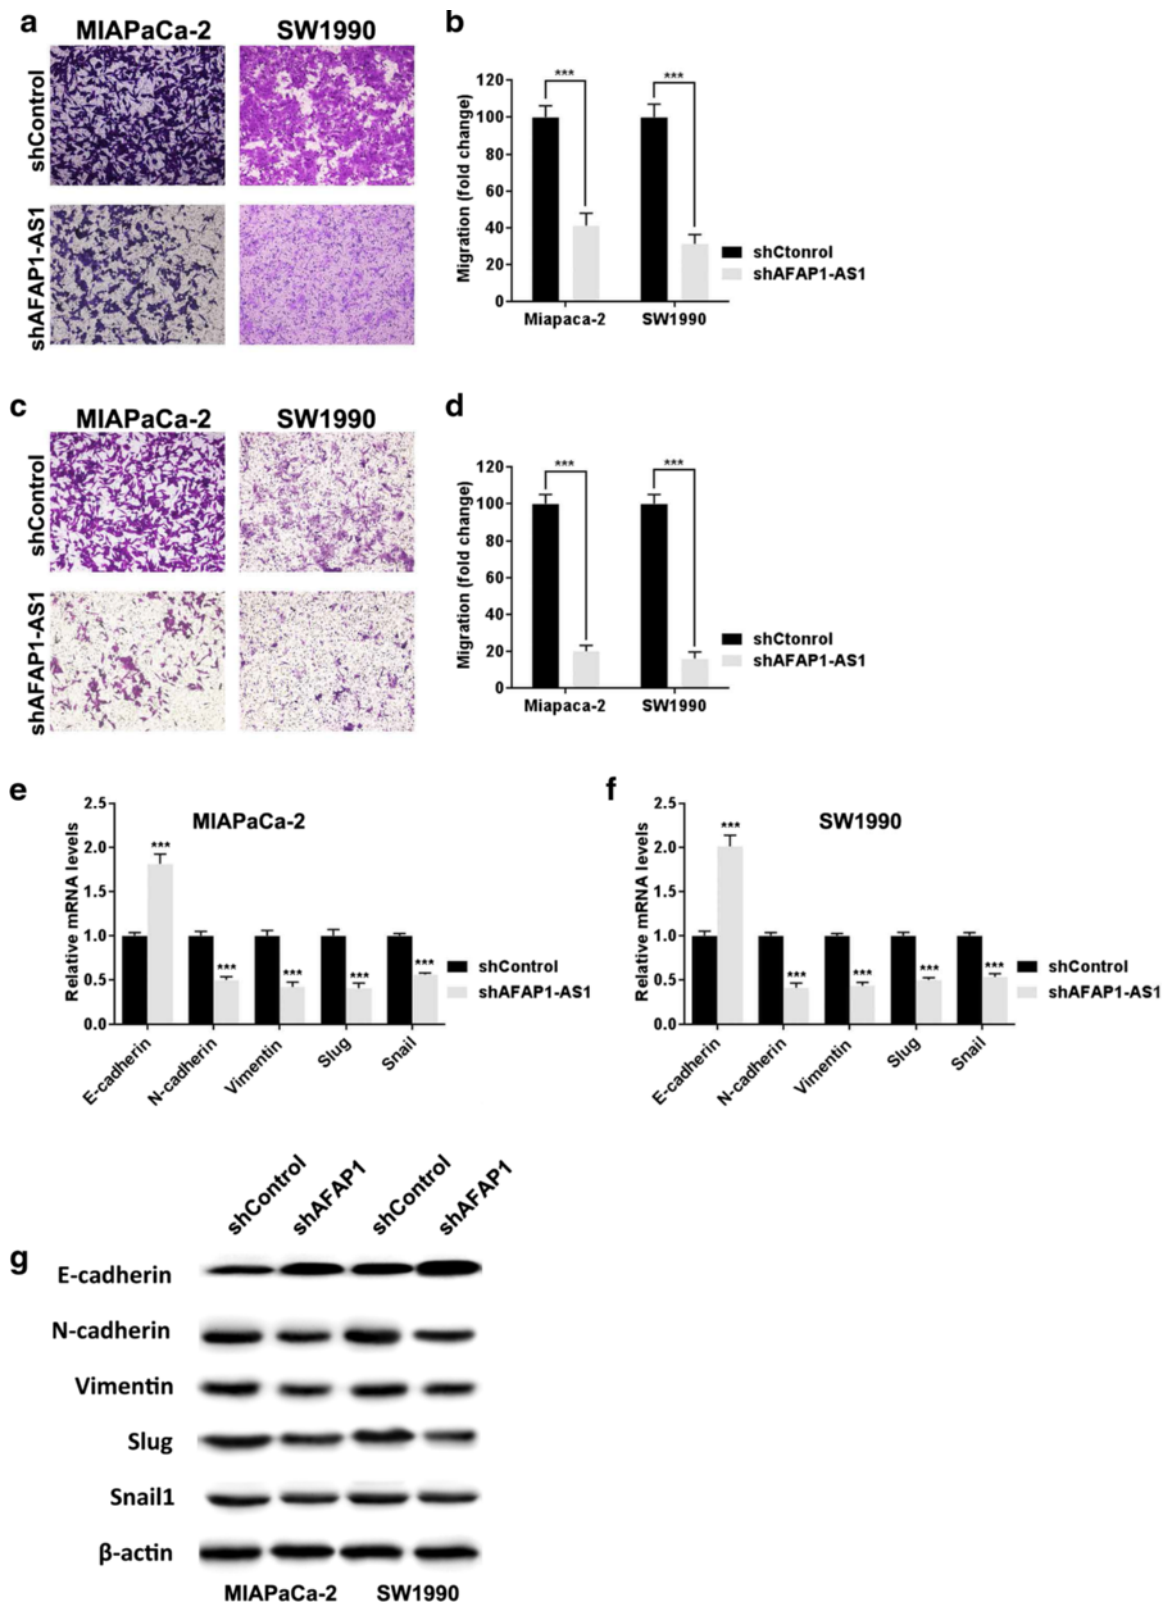 a
MIAPaCa-2 SW1990
shControl
shAFAP1-AS1
b
Migration (fold change)
120
100
80
60
40
20
0
***
***
Miapaca-2 SW1990
shCtonrol
shAFAP1-AS1
c
MIAPaCa-2 SW1990
shControl
shAFAP1-AS1
d
Migration (fold change)
120
100
80
60
40
20
0
***
***
Miapaca-2 SW1990
shCtonrol
shAFAP1-AS1
e
MIAPaCa-2
Relative mRNA levels
2.5
2.0
1.5
1.0
0.5
0.0
***
***
***
***
***
E-cadherin
N-cadherin
Vimentin
Slug
Snail
shControl
shAFAP1-AS1
f
SW1990
Relative mRNA levels
2.5
2.0
1.5
1.0
0.5
0.0
***
***
***
***
***
E-cadherin
N-cadherin
Vimentin
Slug
Snail
shControl
shAFAP1-AS1
g
shControl
shAFAP1
shControl
shAFAP1
E-cadherin
N-cadherin
Vimentin
Slug
Snail1
β-actin
MIAPaCa-2 SW1990